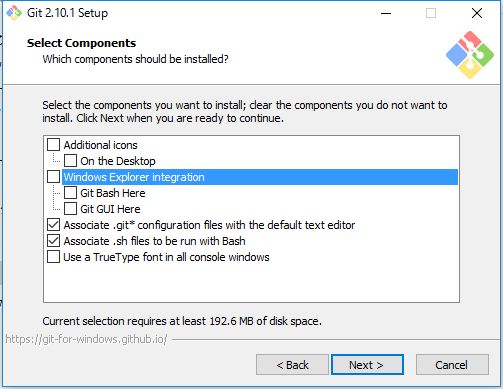 Git 2.10.1 Setup
Select Components
Which components should be installed?
Select the components you want to install; clear the components you do not want to
install. Click Next when you are ready to continue.
Additional icons
On the Desktop
Windows Explorer integration
Git Bash Here
Git GUI Here
Associate .git* configuration files with the default text editor
Associate .sh files to be run with Bash
Use a TrueType font in all console windows
Current selection requires at least 192.6 MB of disk space.
https://git-for-windows.github.io/
< Back
Next >
Cancel